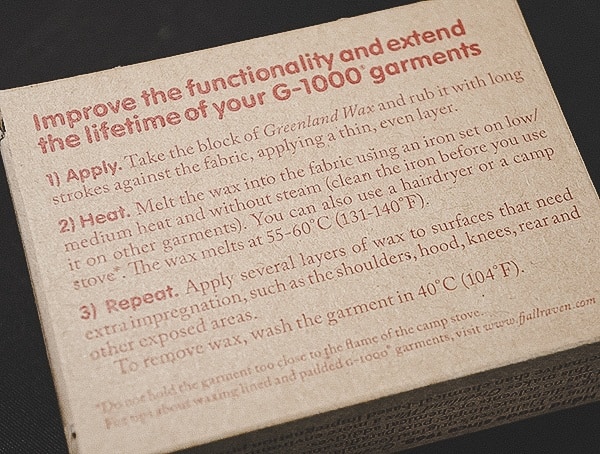 Improve the functionality and extend
the lifetime of your G-1000® garments
1) Apply. Take the block of Greenland Wax and rub it with long
strokes against the fabric, applying a thin, even layer.
2) Heat. Melt the wax into the fabric using an iron set on low/
medium heat and without steam (clean the iron before you use
it on other garments). You can also use a hairdryer or a camp
stove*. The wax melts at 55-60°C (131-140°F).
3) Repeat. Apply several layers of wax to surfaces that need
extra impregnation, such as the shoulders, hood, knees, rear and
other exposed areas.
To remove wax, wash the garment in 40°C (104°F).
*Do not hold the garment too close to the flame of the camp stove.
For tips about waxing lined and padded G-1000® garments, visit www.fjallraven.com